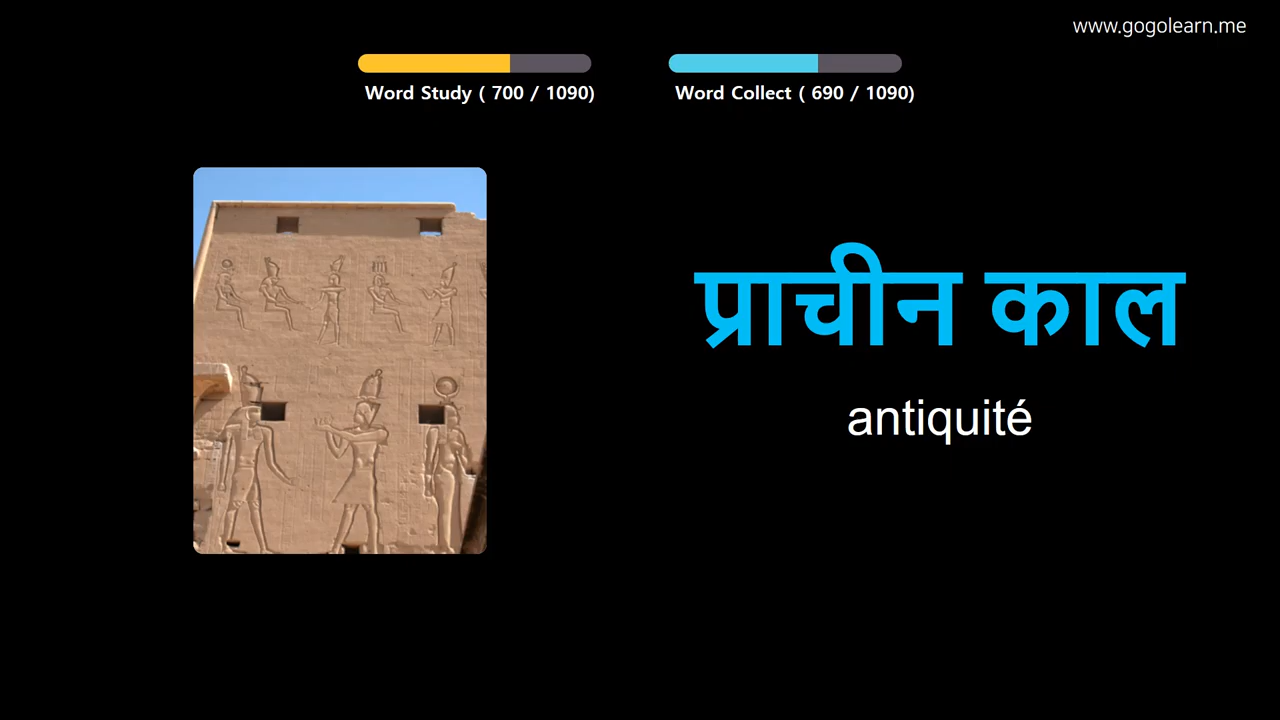 www.gogolearn.me
Word Study ( 700 / 1090)
Word Collect ( 690 / 1090)
प्राचीन काल
antiquité